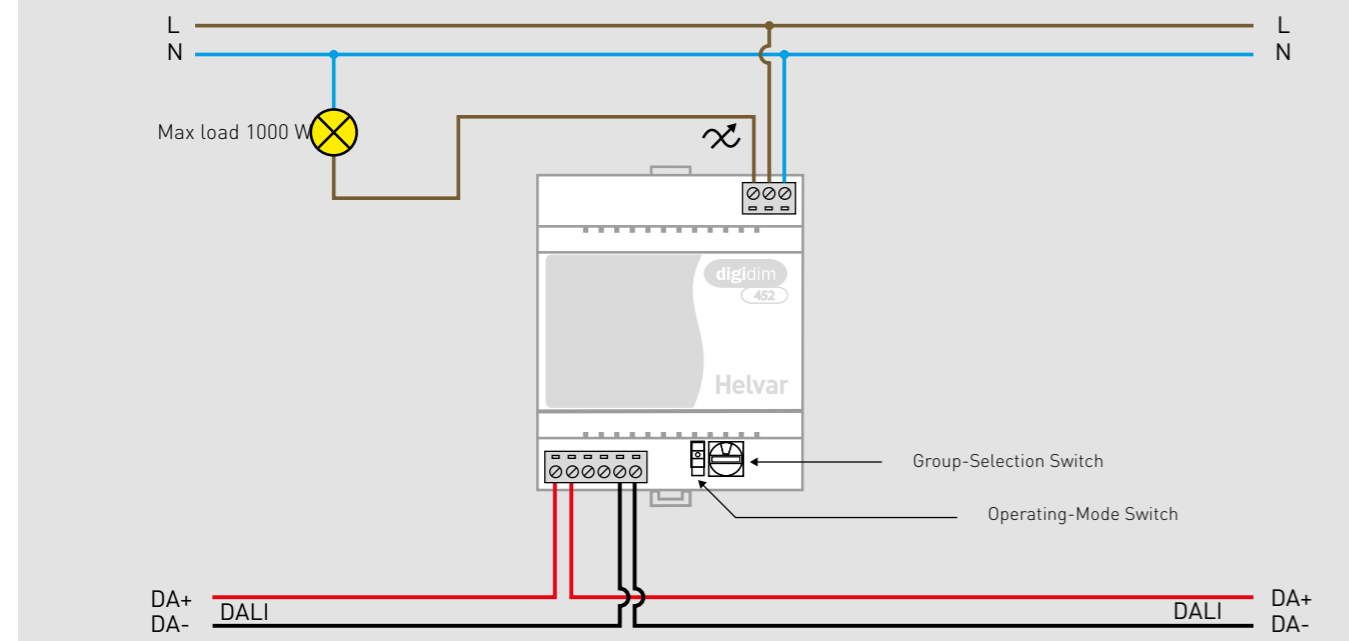 L L
N N
Max load 1000 W
digidim
452
Helvar
Group-Selection Switch
Operating-Mode Switch
DA+ DA+
DALI DALI
DA- DA-